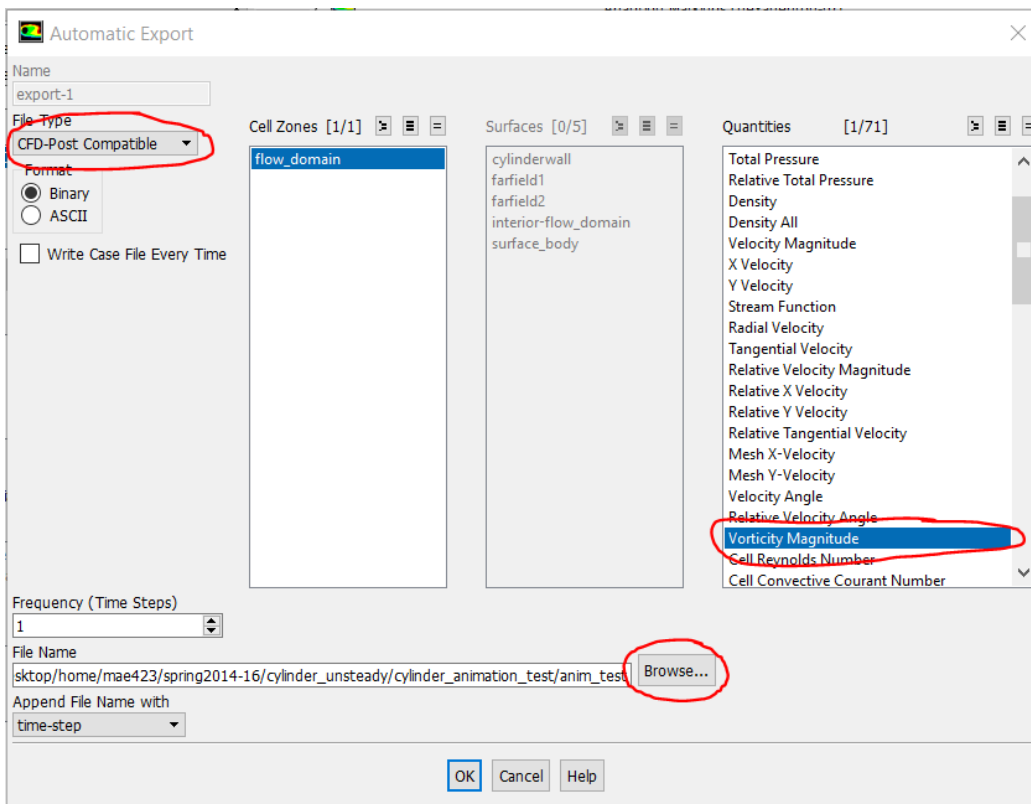 Automatic Export
Name
export-1
File Type
CFD-Post Compatible
Format
Binary
ASCII
Write Case File Every Time
Cell Zones [1/1]
flow_domain
Surfaces [0/5]
cylinderwall
farfield1
farfield2
interior-flow_domain
surface_body
Quantities [1/71]
Total Pressure
Relative Total Pressure
Density
Density All
Velocity Magnitude
X Velocity
Y Velocity
Stream Function
Radial Velocity
Tangential Velocity
Relative Velocity Magnitude
Relative X Velocity
Relative Y Velocity
Relative Tangential Velocity
Mesh X-Velocity
Mesh Y-Velocity
Velocity Angle
Relative Velocity Angle
Vorticity Magnitude
Cell Reynolds Number
Cell Convective Courant Number
Frequency (Time Steps)
1
File Name
sktop/home/mae423/spring2014-16/cylinder_unsteady/cylinder_animation_test/anim_test
Browse...
Append File Name with
time-step
OK Cancel Help